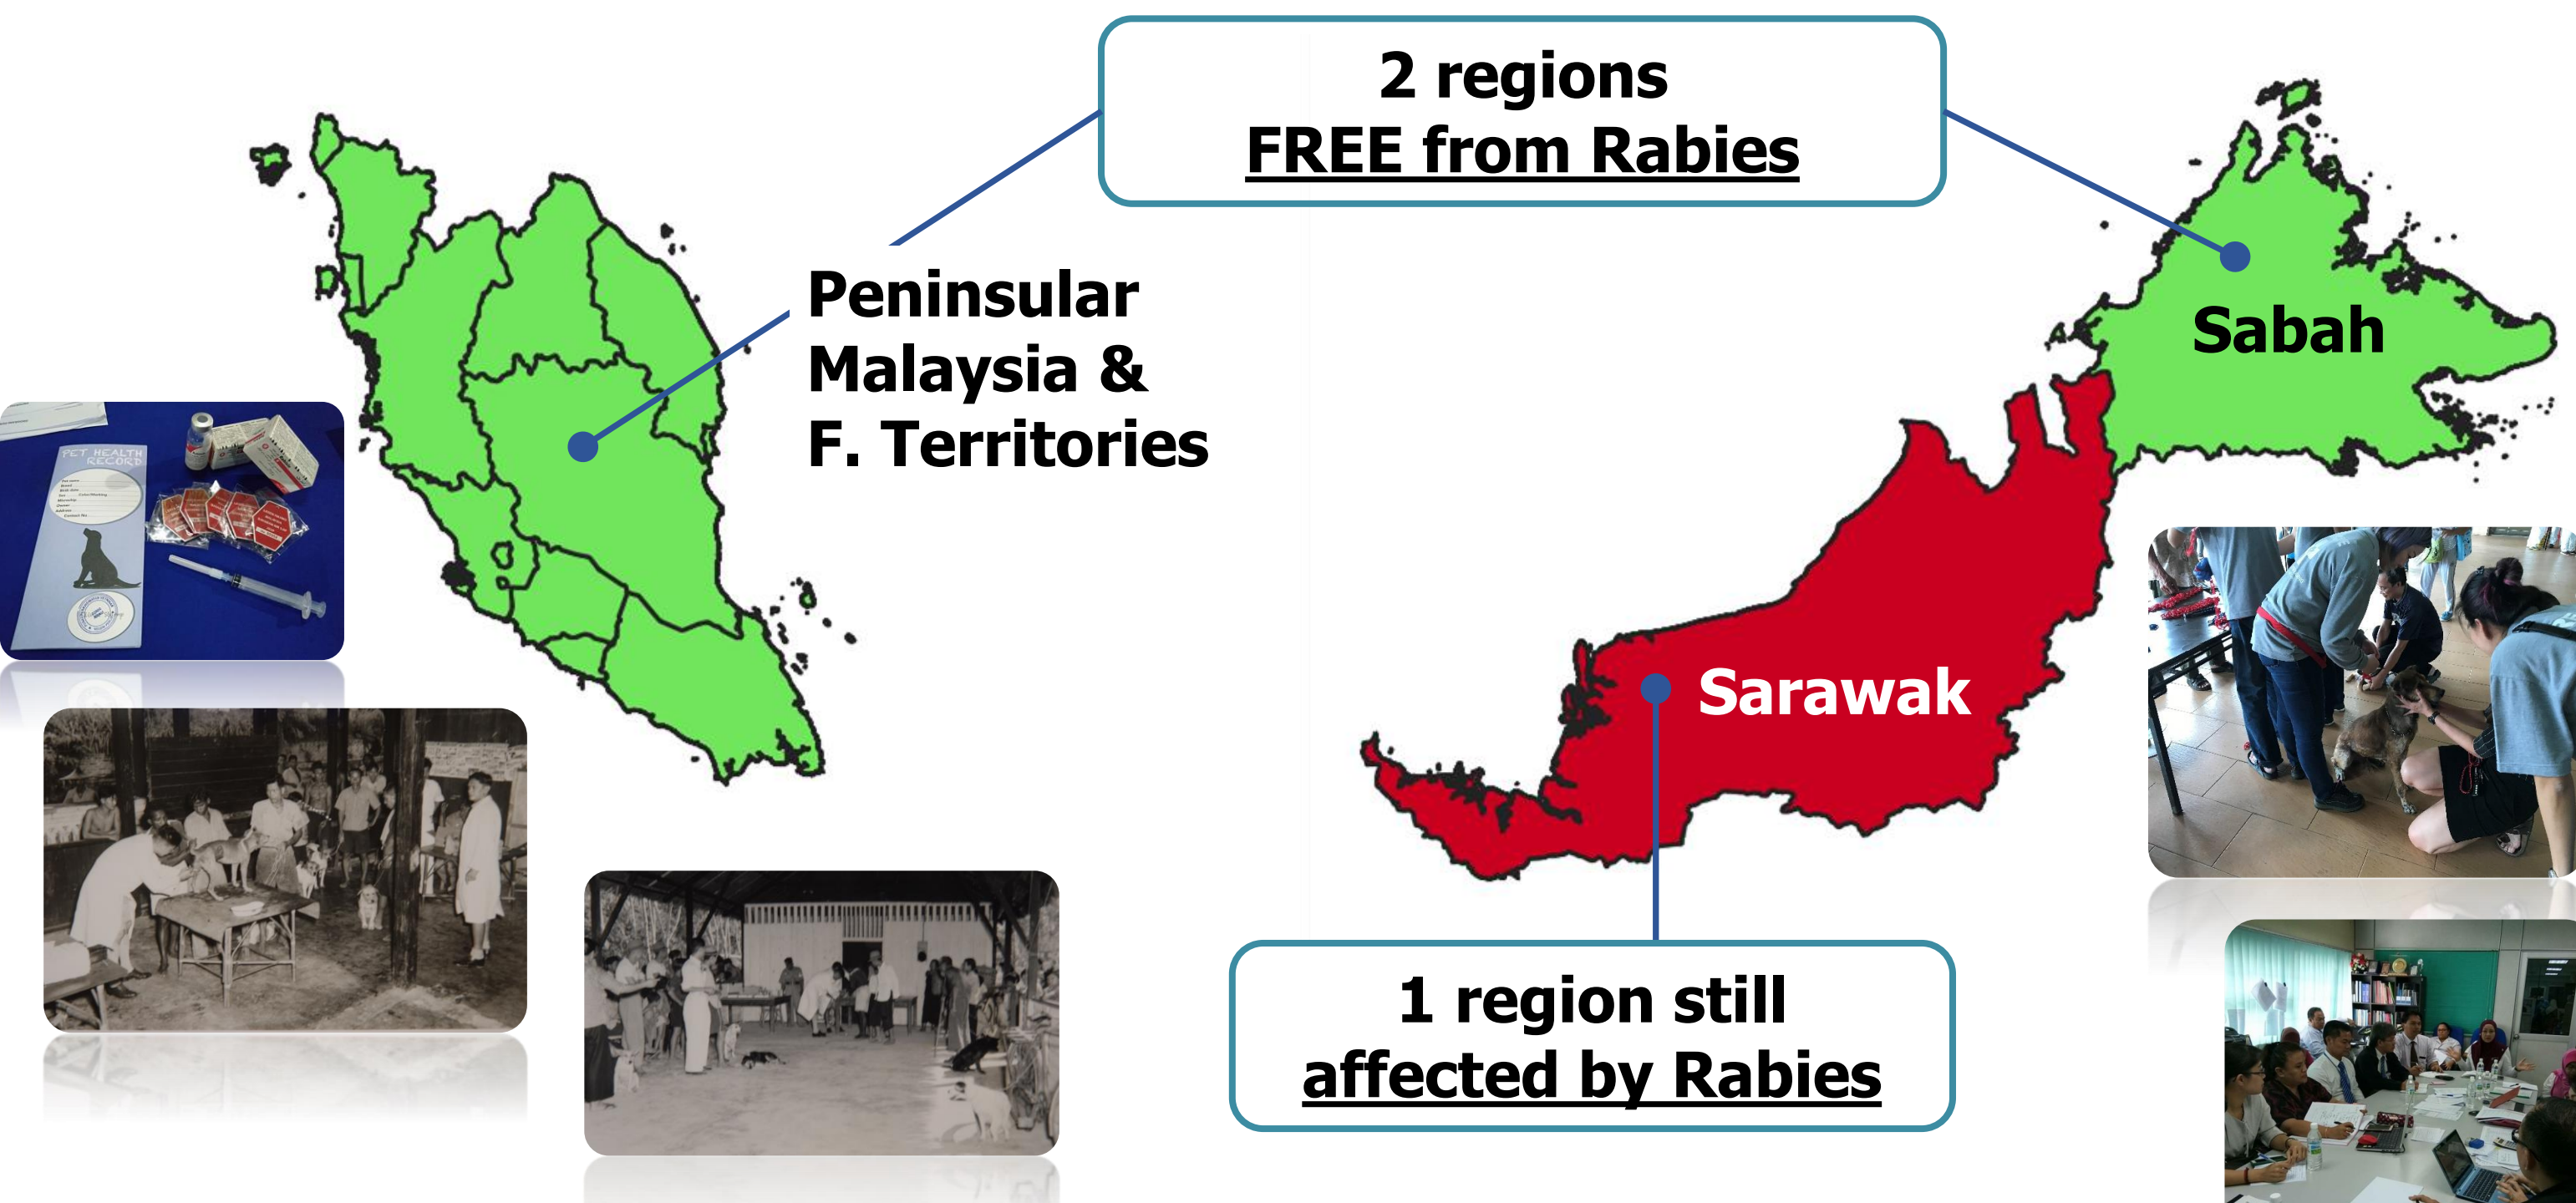 2 regions
FREE from Rabies
Peninsular
Malaysia &
F. Territories
Sabah
Sarawak
1 region still
affected by Rabies
PET HEALTH
RECORD